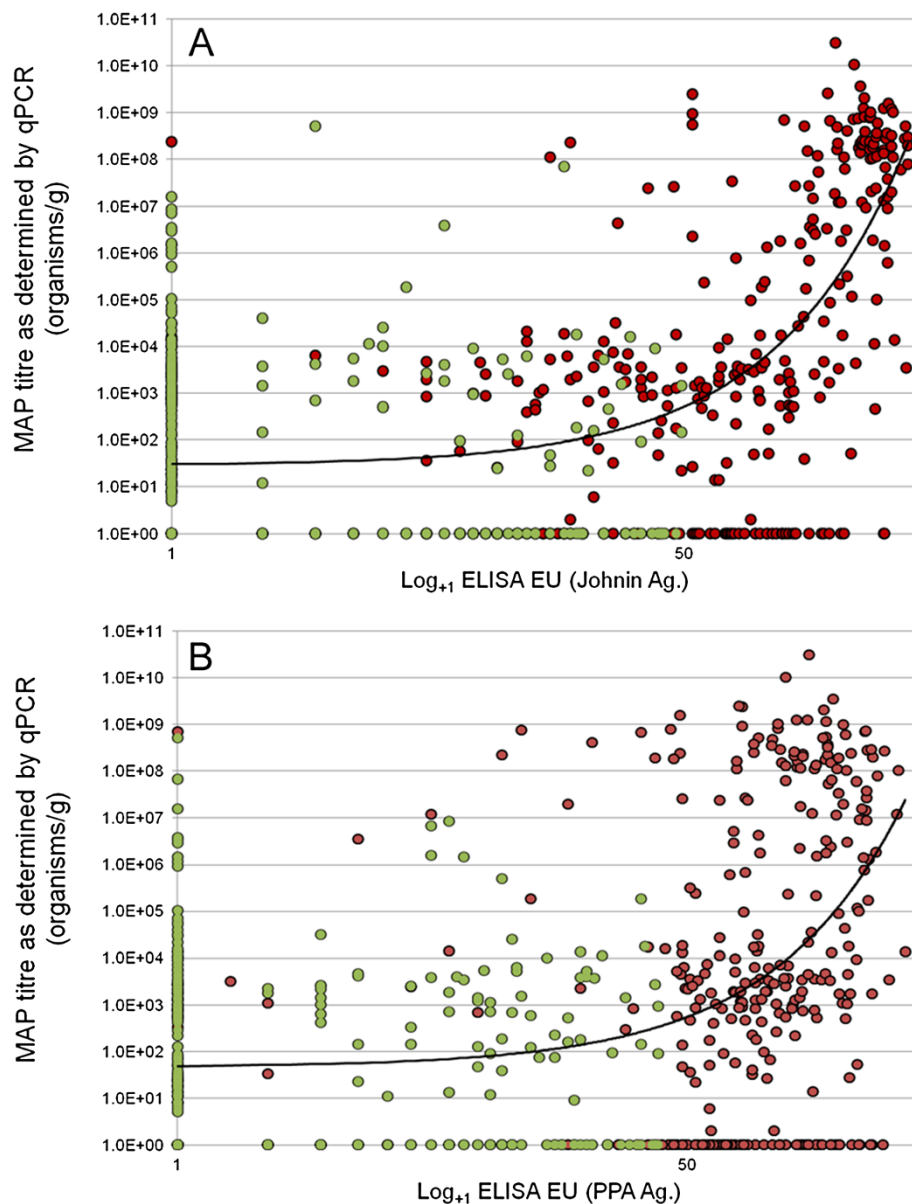 A
MAP titre as determined by qPCR
(organisms/g)
1.0E+11
1.0E+10
1.0E+09
1.0E+08
1.0E+07
1.0E+06
1.0E+05
1.0E+04
1.0E+03
1.0E+02
1.0E+01
1.0E+00
1 50
Log+1 ELISA EU (Johnin Ag.)
B
MAP titre as determined by qPCR
(organisms/g)
1.0E+11
1.0E+10
1.0E+09
1.0E+08
1.0E+07
1.0E+06
1.0E+05
1.0E+04
1.0E+03
1.0E+02
1.0E+01
1.0E+00
1 50
Log+1 ELISA EU (PPA Ag.)